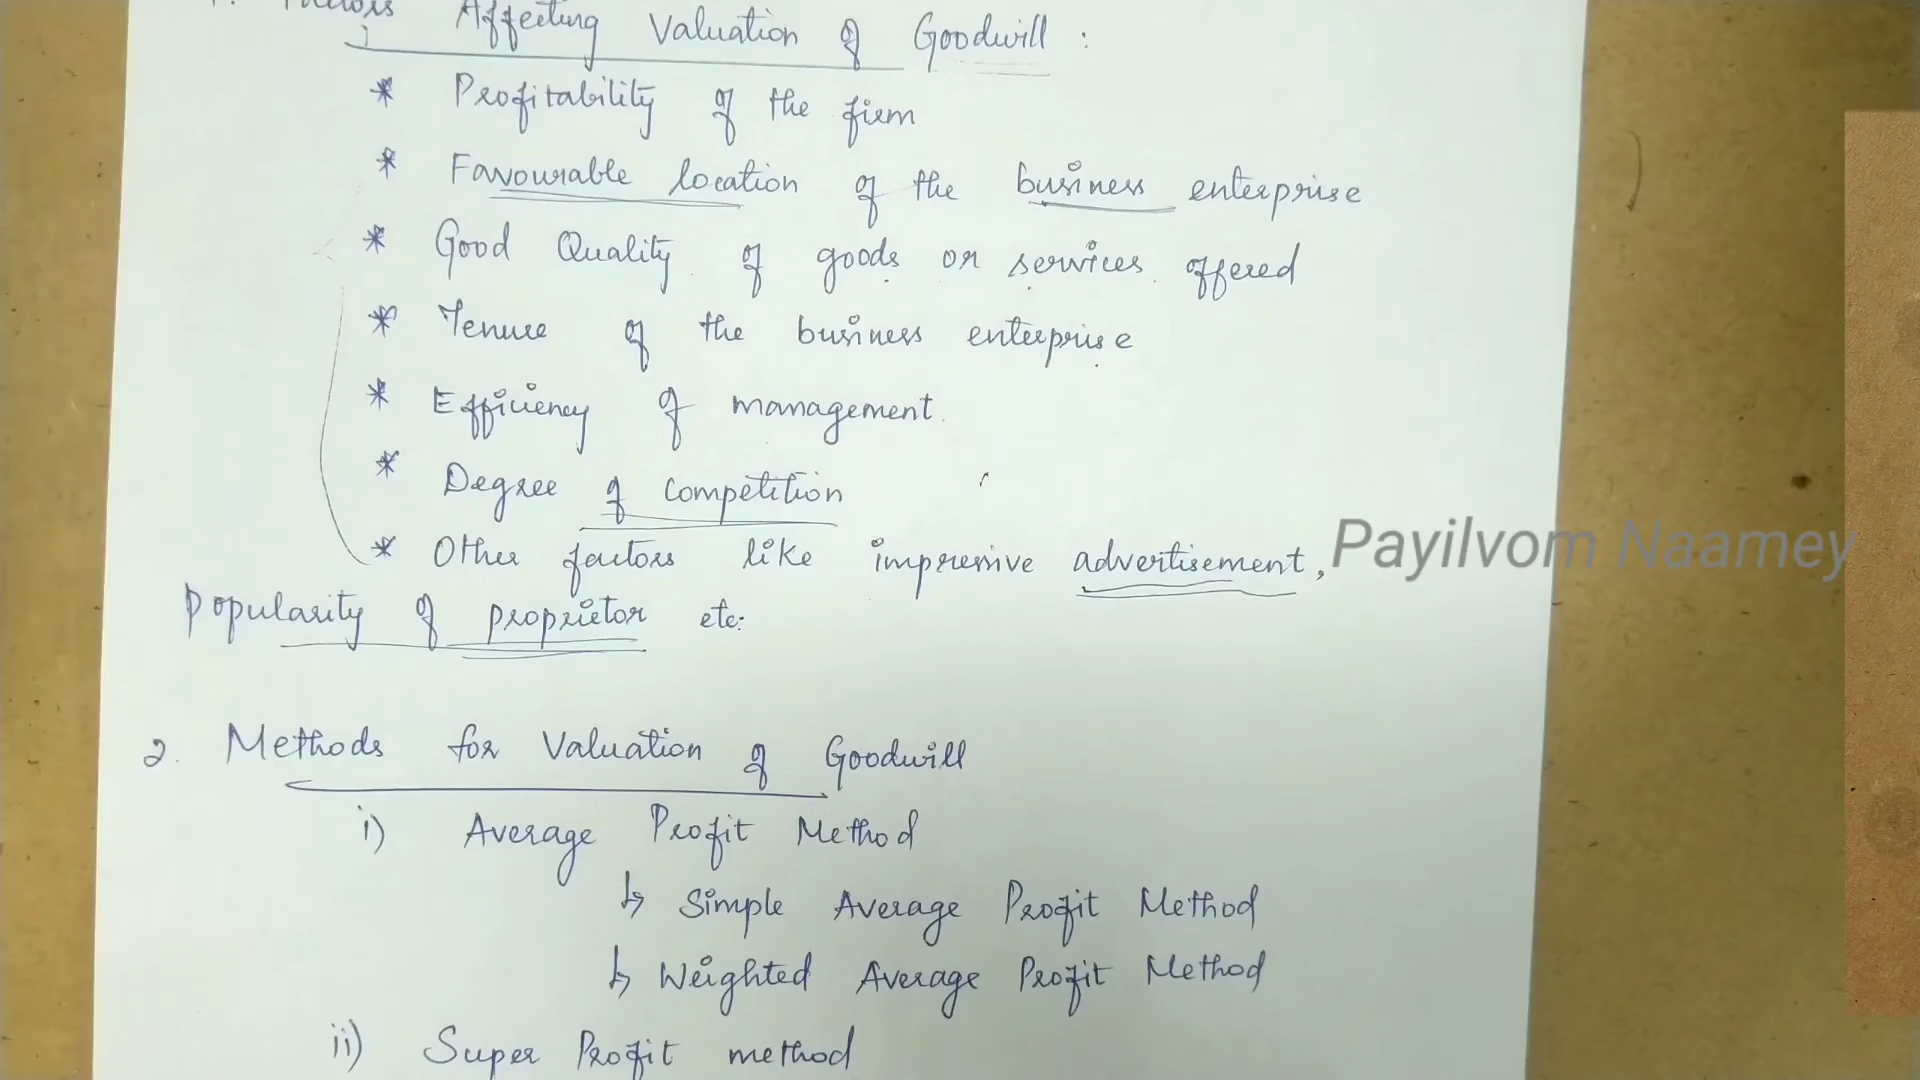 1. Factors Affecting Valuation of Goodwill :
* Profitability of the firm
* Favourable location of the business enterprise
* Good Quality of goods or services offered
* Tenure of the business enterprise
* Efficiency of management.
* Degree of competition
* Other factors like impressive advertisement,
Payilvom Naamey
Popularity of proprietor etc:
2. Methods for Valuation of Goodwill
i) Average Profit Method
↳ Simple Average Profit Method
↳ Weighted Average Profit Method
ii) Super Profit method